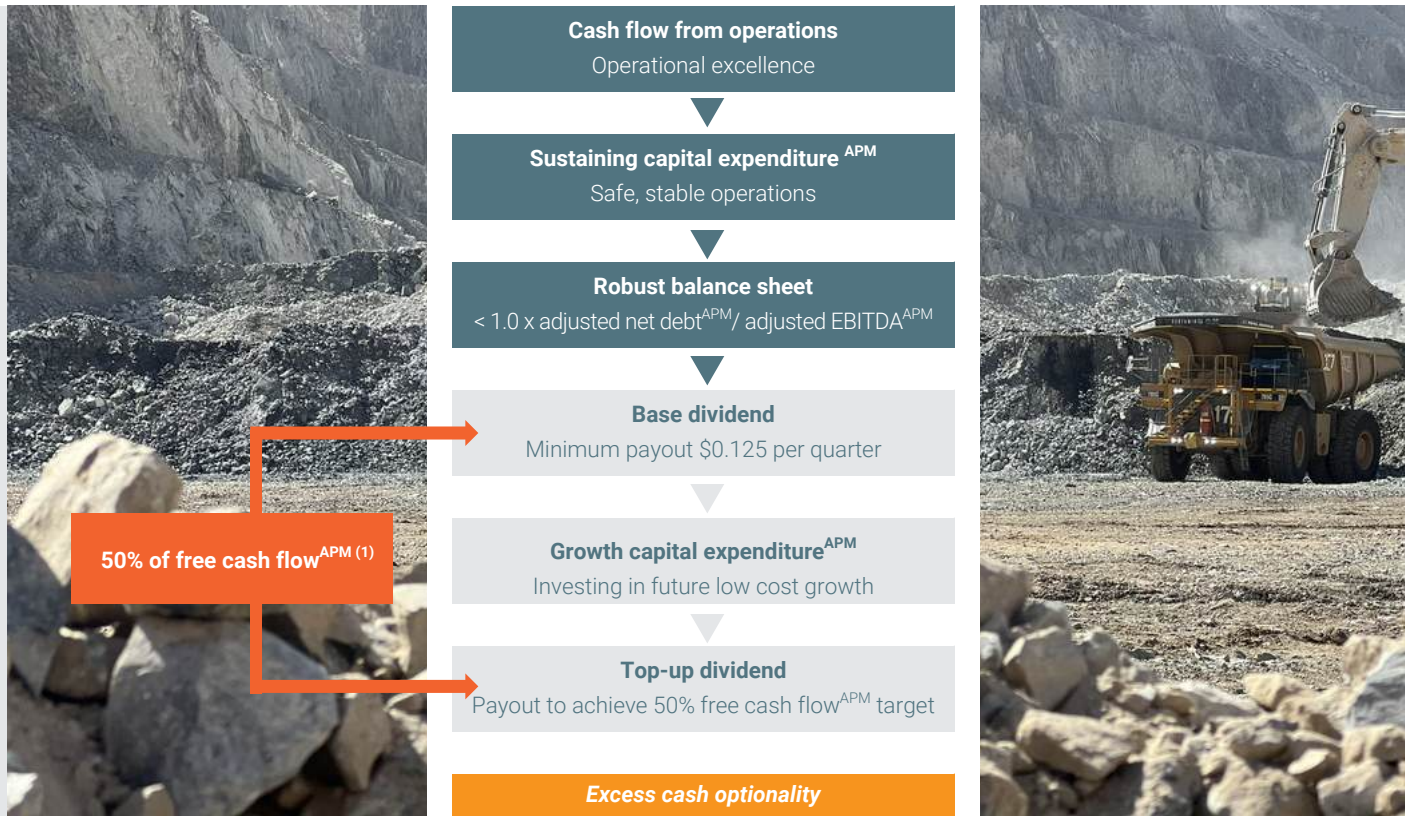 Cash flow from operations
Operational excellence
Sustaining capital expenditure APM
Safe, stable operations
Robust balance sheet
< 1.0 x adjusted net debtAPM/ adjusted EBITDAAPM
Base dividend
Minimum payout $0.125 per quarter
50% of free cash flowAPM (1)
Growth capital expenditureAPM
Investing in future low cost growth
Top-up dividend
Payout to achieve 50% free cash flowAPM target
Excess cash optionality